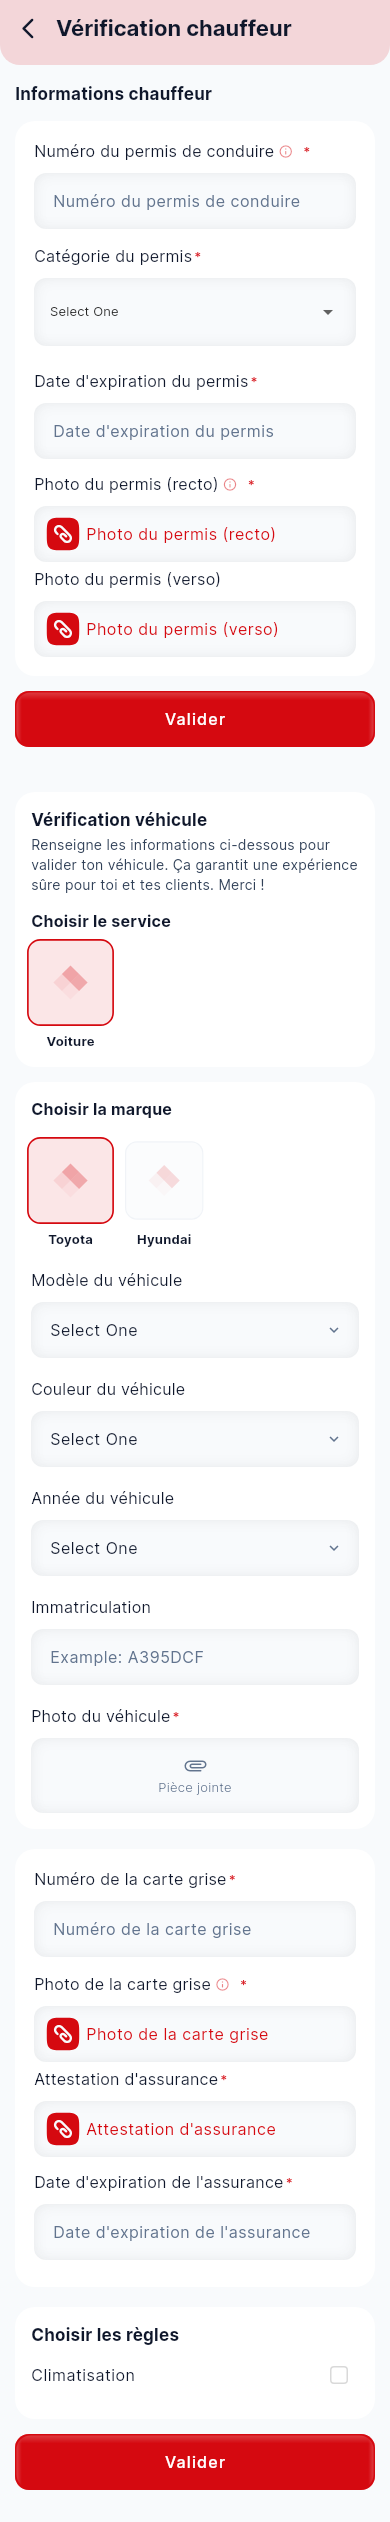 Vérification chauffeur
Informations chauffeur
Numéro du permis de conduire *
Numéro du permis de conduire
Catégorie du permis*
Select One
Date d'expiration du permis*
Date d'expiration du permis
Photo du permis (recto) *
Photo du permis (recto)
Photo du permis (verso)
Photo du permis (verso)
Valider
Vérification véhicule
Renseigne les informations ci-dessous pour
valider ton véhicule. Ça garantit une expérience
sûre pour toi et tes clients. Merci !
Choisir le service
Voiture
Choisir la marque
Toyota Hyundai
Modèle du véhicule
Select One
Couleur du véhicule
Select One
Année du véhicule
Select One
Immatriculation
Example: A395DCF
Photo du véhicule*
Pièce jointe
Numéro de la carte grise*
Numéro de la carte grise
Photo de la carte grise *
Photo de la carte grise
Attestation d'assurance*
Attestation d'assurance
Date d'expiration de l'assurance*
Date d'expiration de l'assurance
Choisir les règles
Climatisation
Valider